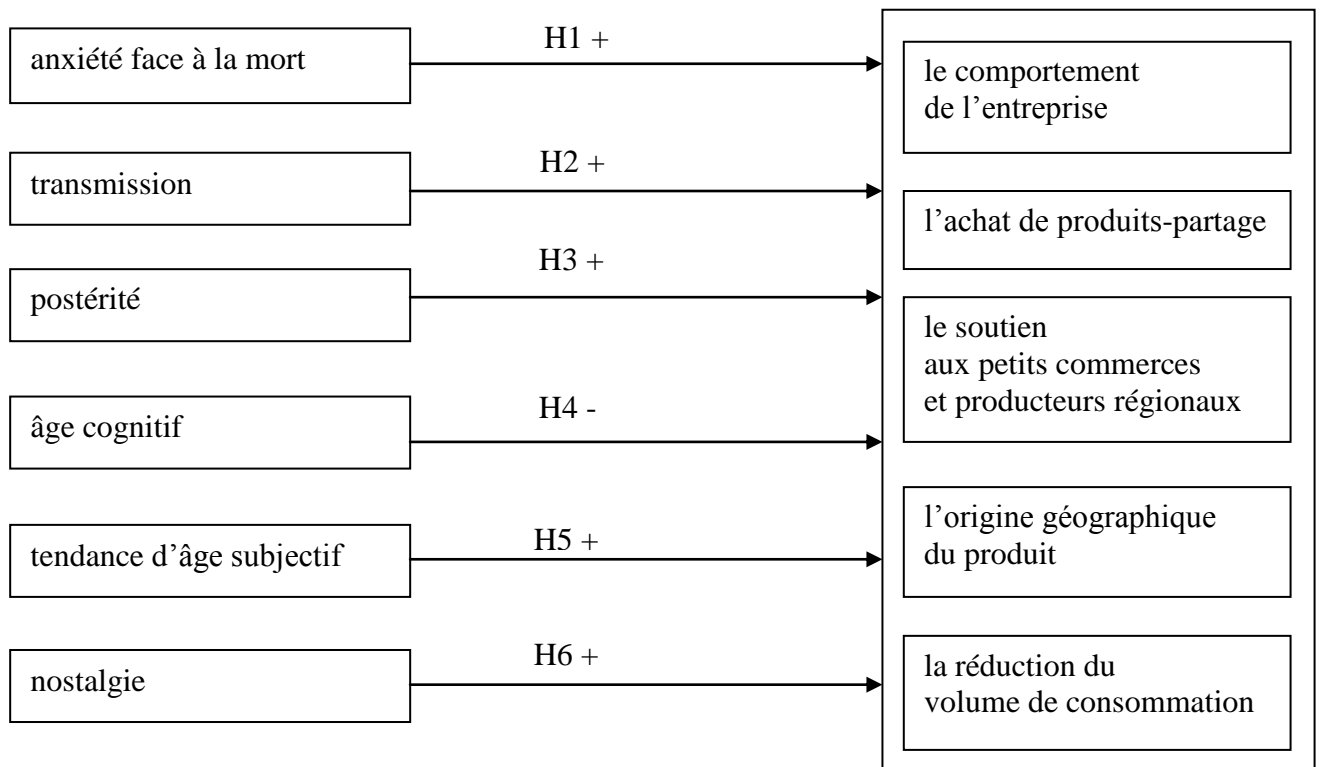 anxiété face à la mort
H1 +
transmission
H2 +
postérité
H3 +
âge cognitif
H4 -
tendance d’âge subjectif
H5 +
nostalgie
H6 +
le comportement
de l’entreprise
l’achat de produits-partage
le soutien
aux petits commerces
et producteurs régionaux
l’origine géographique
du produit
la réduction du
volume de consommation